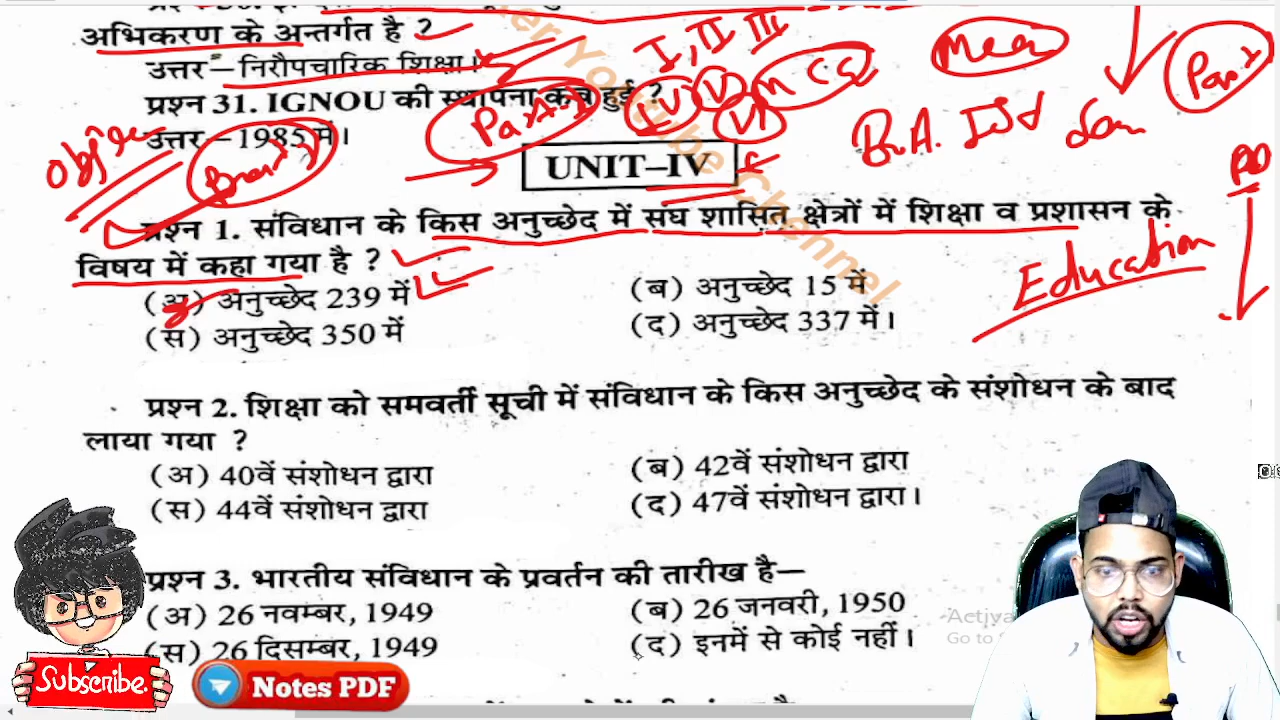 अभिकरण के अन्तर्गत है ?
उत्तर – निरौपचारिक शिक्षा।
प्रश्न 31. IGNOU की स्थापना कब हुई ?
उत्तर – 1985 में।
I, II III
Part
B.A. Ist
Education
UNIT–IV
प्रश्न 1. संविधान के किस अनुच्छेद में संघ शासित क्षेत्रों में शिक्षा व प्रशासन के
विषय में कहा गया है ?
(अ) अनुच्छेद 239 में
(ब) अनुच्छेद 15 में
(स) अनुच्छेद 350 में
(द) अनुच्छेद 337 में।
प्रश्न 2. शिक्षा को समवर्ती सूची में संविधान के किस अनुच्छेद के संशोधन के बाद
लाया गया ?
(अ) 40वें संशोधन द्वारा
(ब) 42वें संशोधन द्वारा
(स) 44वें संशोधन द्वारा
(द) 47वें संशोधन द्वारा।
प्रश्न 3. भारतीय संविधान के प्रवर्तन की तारीख है—
(अ) 26 नवम्बर, 1949
(ब) 26 जनवरी, 1950
(स) 26 दिसम्बर, 1949
(द) इनमें से कोई नहीं।
Subscribe.
Notes PDF